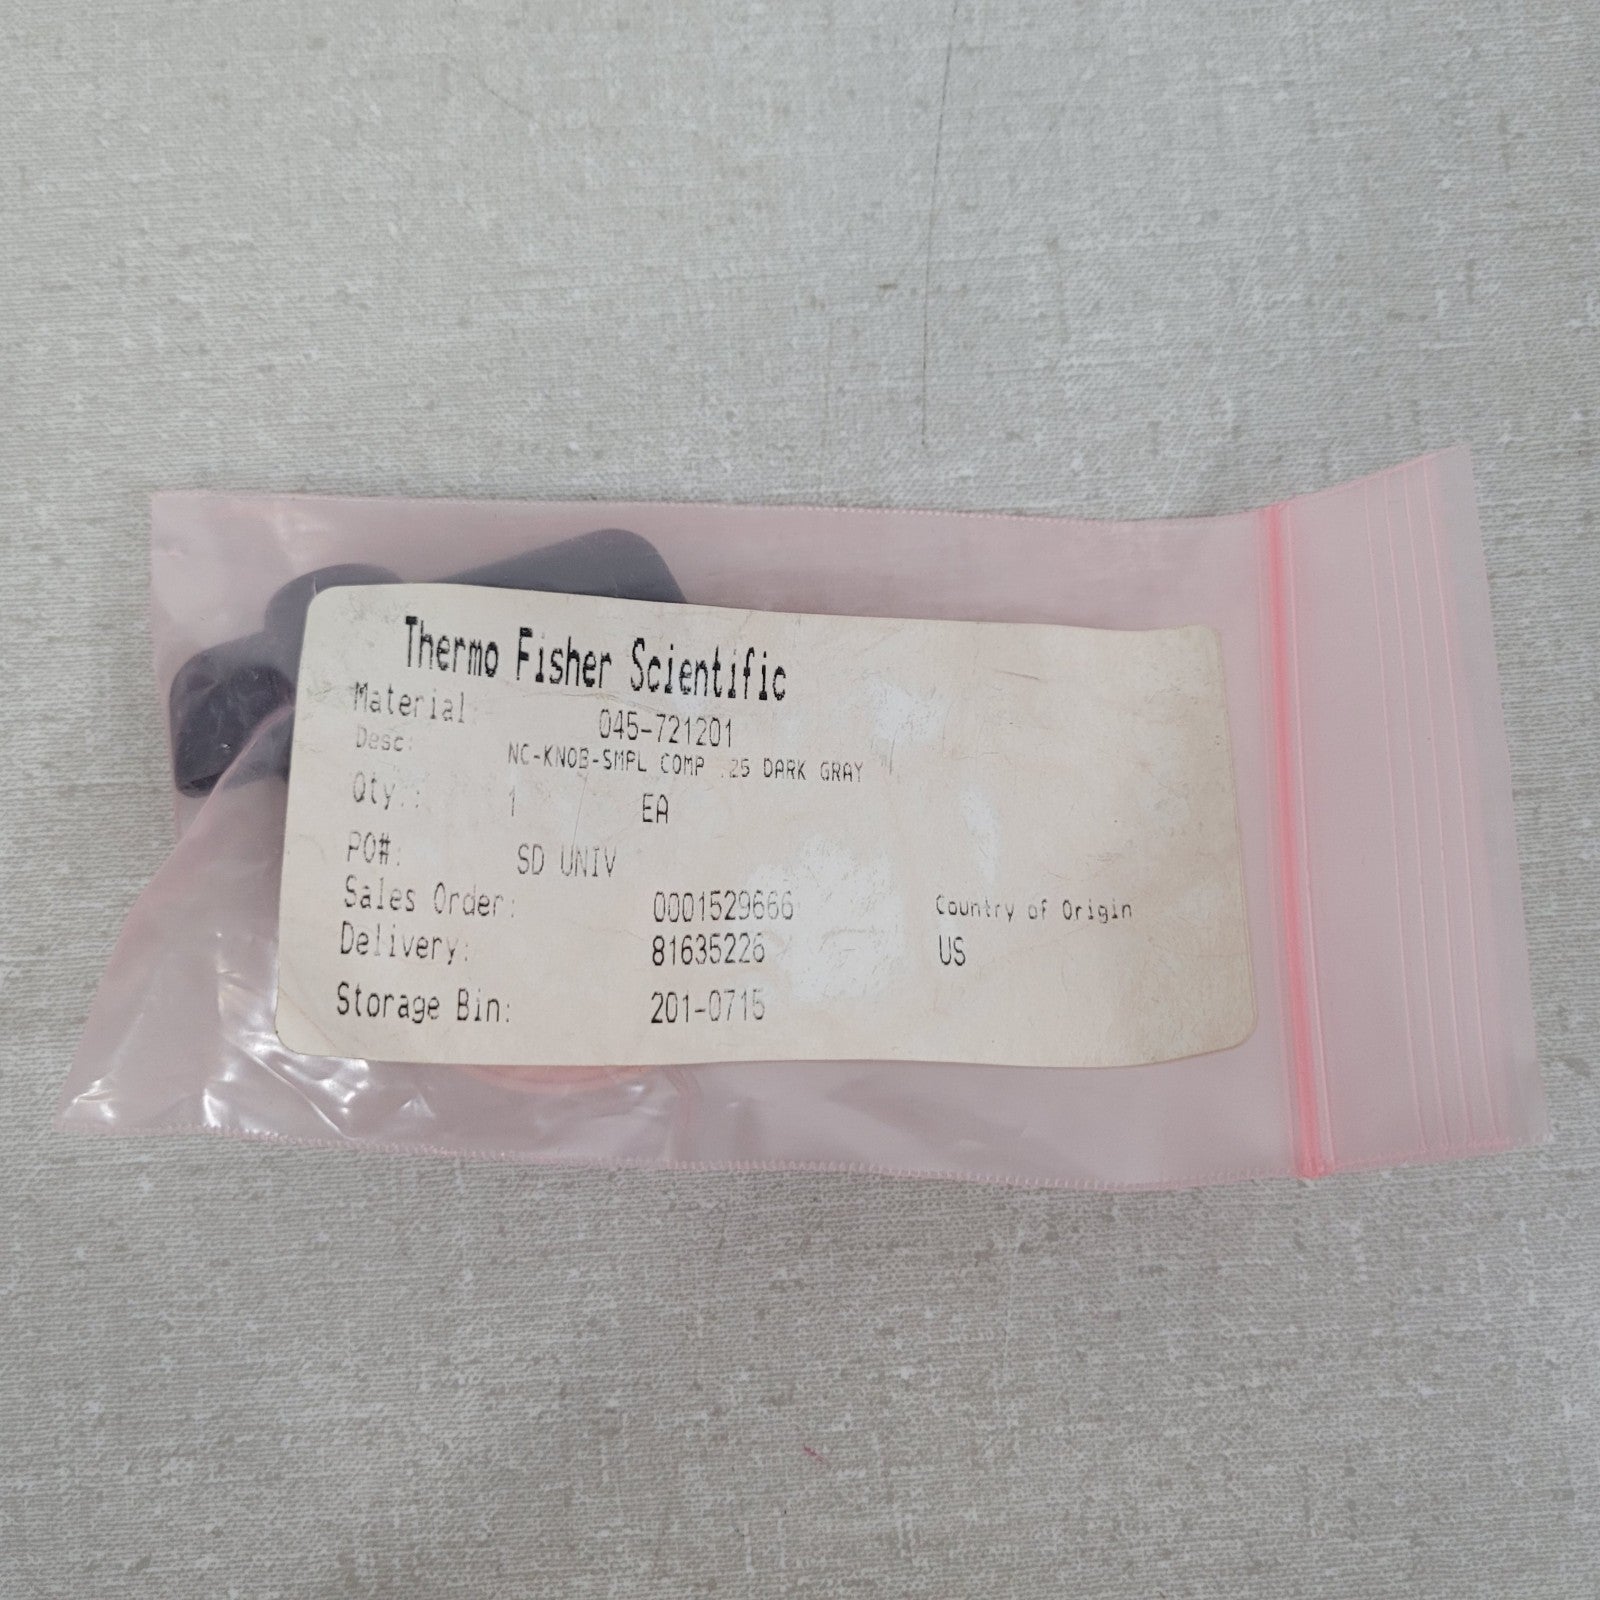 Thermo Fisher Scientific
Material: 045-721201
Desc: NC-KNOB-SMPL COMP .25 DARK GRAY
Qty.: 1 EA
PO#: SD UNIV
Sales Order: 0001529666 Country of Origin
Delivery: 81635226 US
Storage Bin: 201-0715